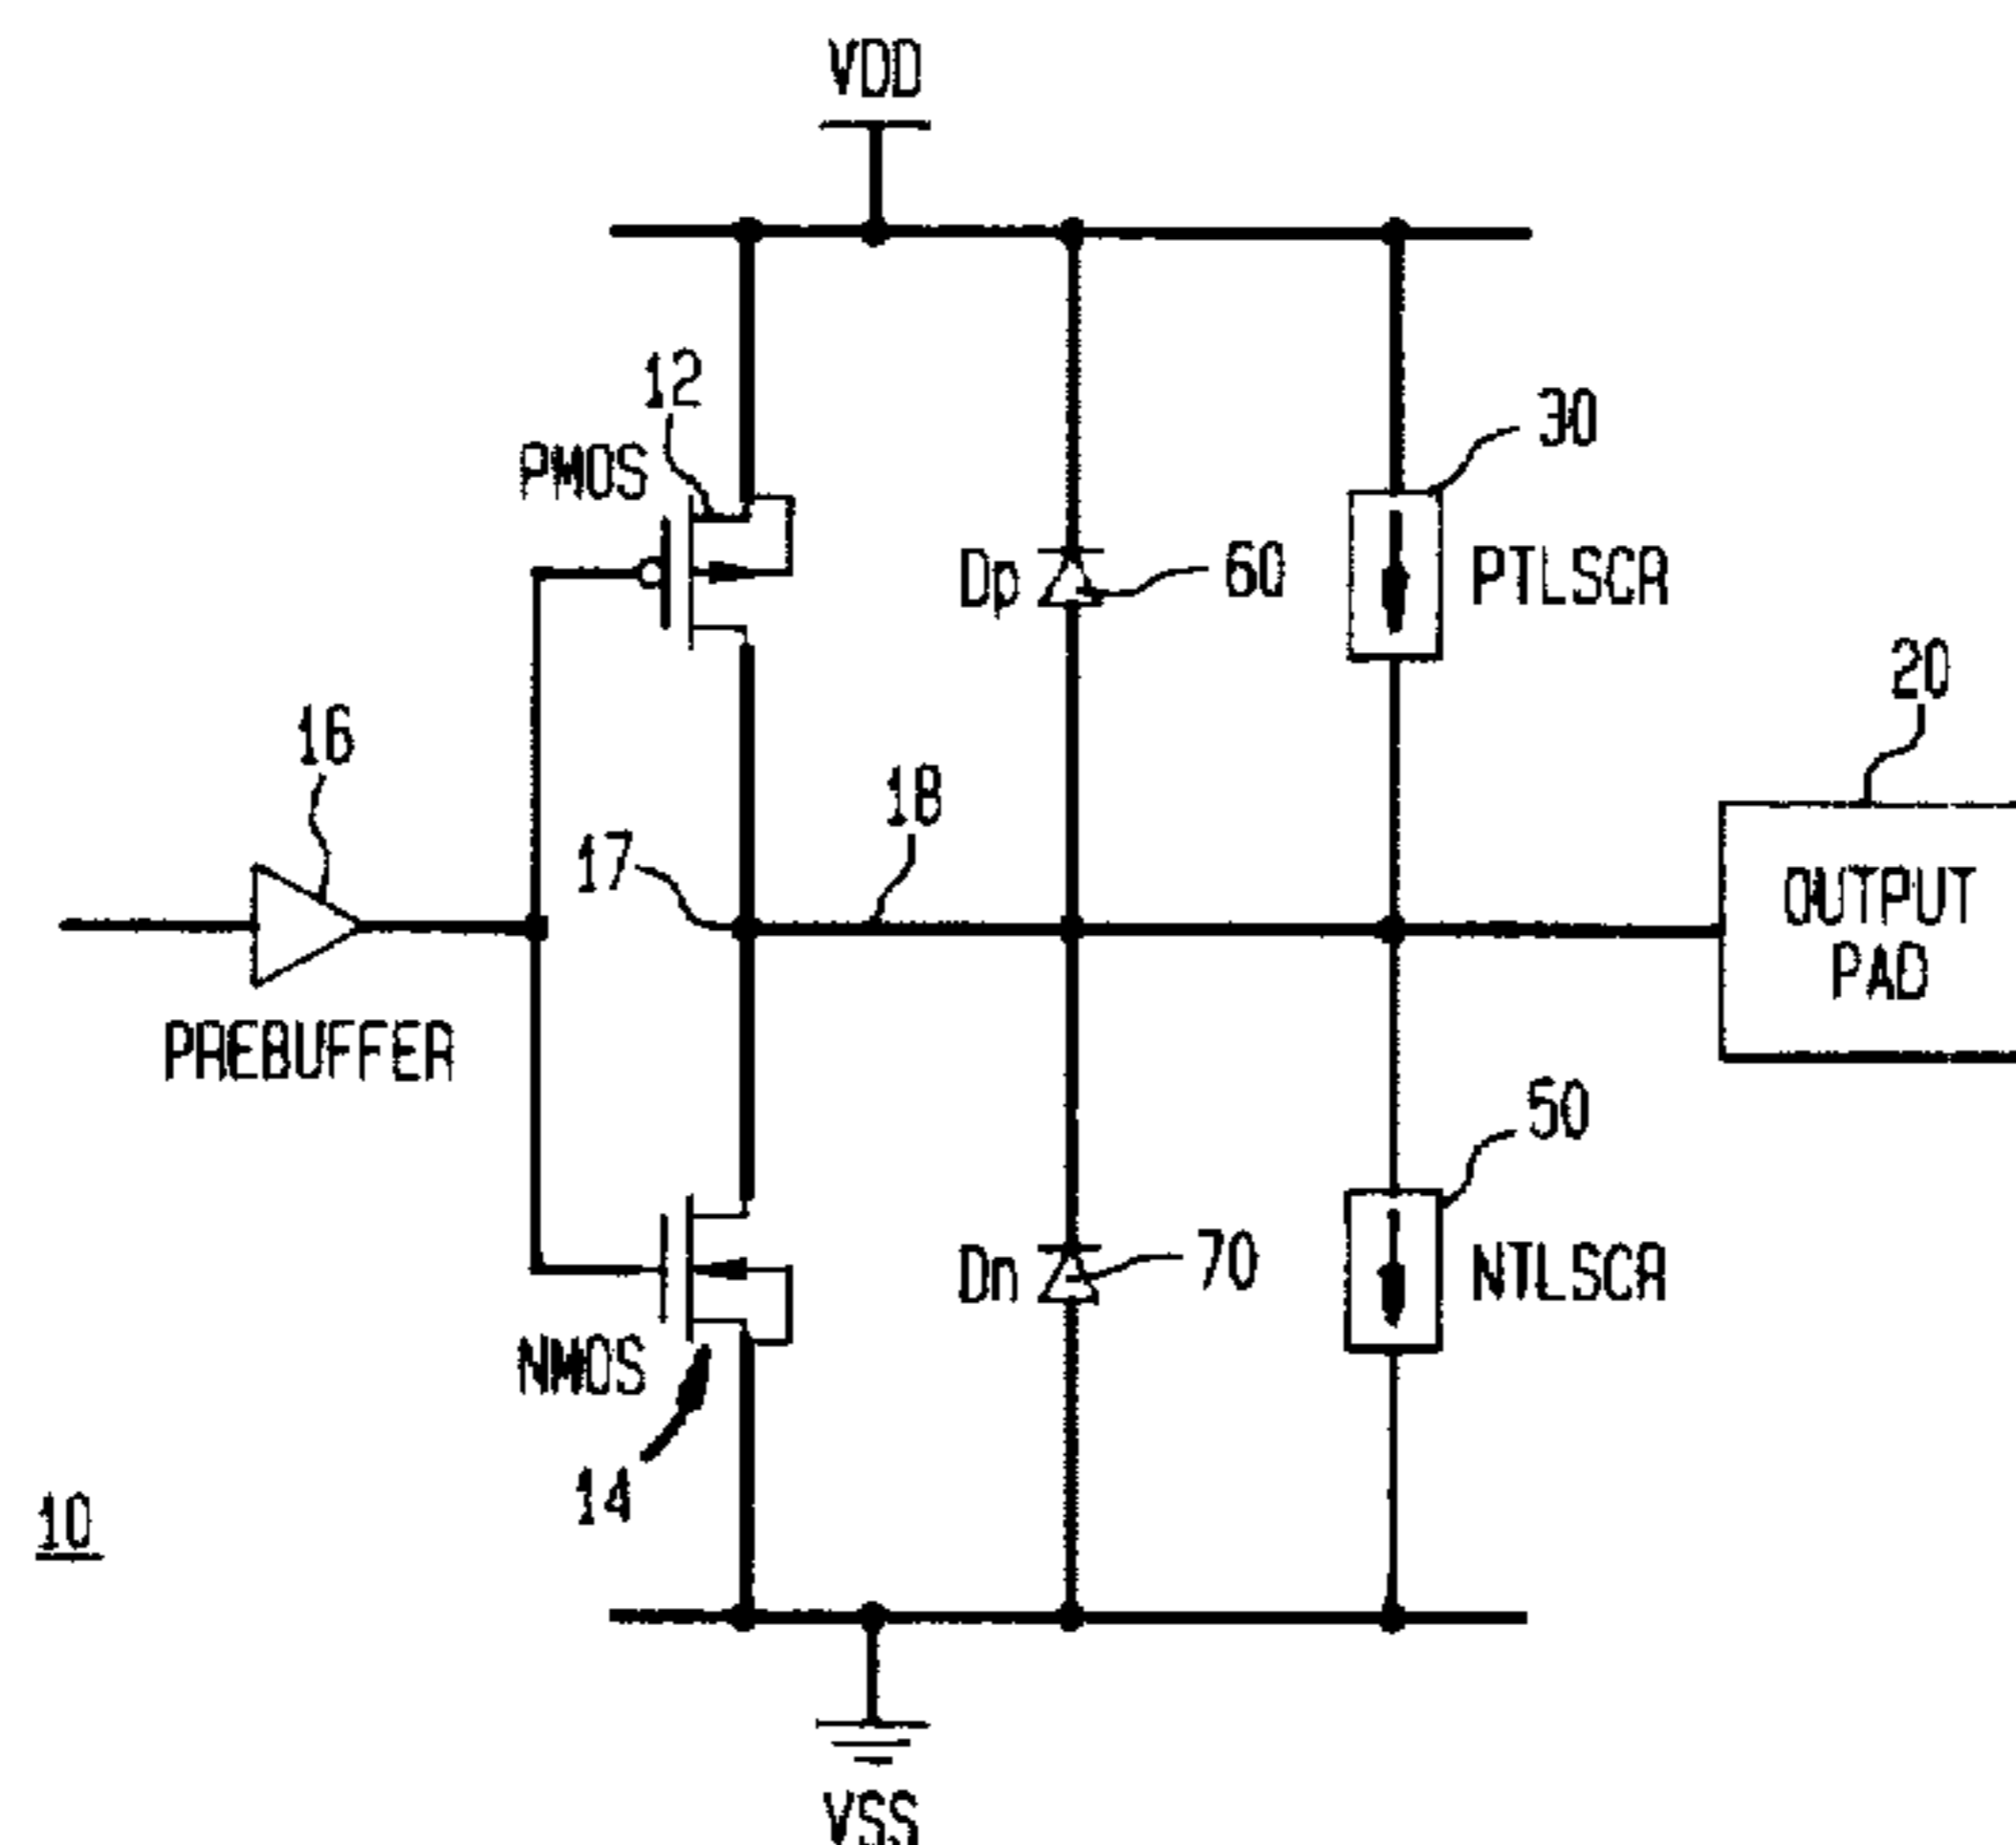 VDD
12
PMOS
30
Dp
60
PTLSCR
20
16
18
17
OUTPUT
PAD
PREBUFFER
50
Dn
70
NTLSCR
NMOS
14
10
VSS